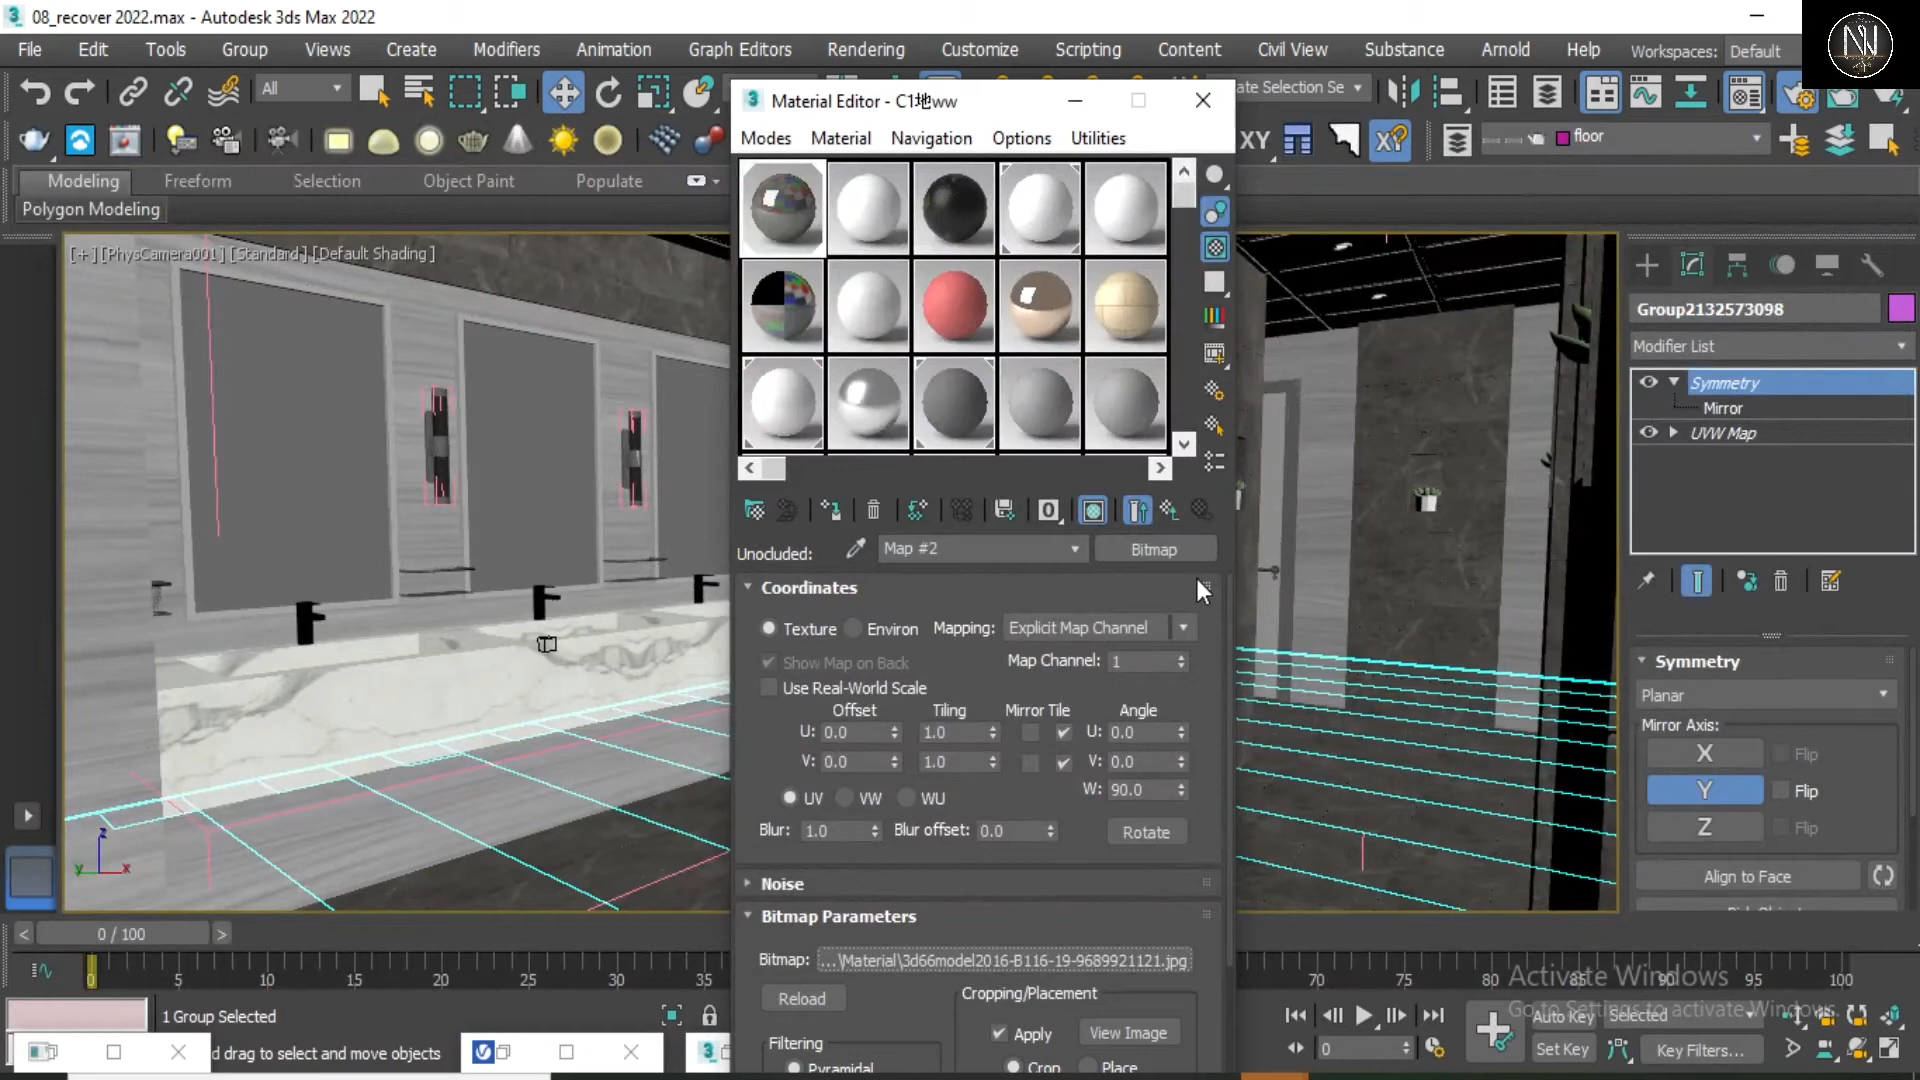 08_recover 2022.max - Autodesk 3ds Max 2022
File Edit Tools Group Views Create Modifiers Animation Graph Editors Rendering Customize Scripting Content Civil View Substance Arnold Help Workspaces: Default
All
ate Selection Se
XY
floor
Modeling Freeform Selection Object Paint Populate
Polygon Modeling
[+] [PhysCamera001] [Standard] [Default Shading]
Material Editor - C1地ww
Modes Material Navigation Options Utilities
Unocluded: Map #2 Bitmap
Coordinates
Texture Environ Mapping: Explicit Map Channel
Show Map on Back Map Channel: 1
Use Real-World Scale
Offset Tiling Mirror Tile Angle
U: 0.0 1.0 U: 0.0
V: 0.0 1.0 V: 0.0
W: 90.0
UV VW WU
Blur: 1.0 Blur offset: 0.0 Rotate
Noise
Bitmap Parameters
Bitmap: ...\Material\3d66model2016-B116-19-9689921121.jpg
Reload Cropping/Placement
Apply View Image
Filtering
Pyramidal Crop Place
Group2132573098
Modifier List
Symmetry
Mirror
UVW Map
Symmetry
Planar
Mirror Axis:
X Flip
Y Flip
Z Flip
Align to Face
z
y x
< 0 / 100 >
0 5 10 15 20 25 30 35 70 75 80 85 90 95 100
Activate Windows
Go to Settings to activate Windows.
1 Group Selected
d drag to select and move objects
Auto Key Selected
0 Set Key Key Filters...